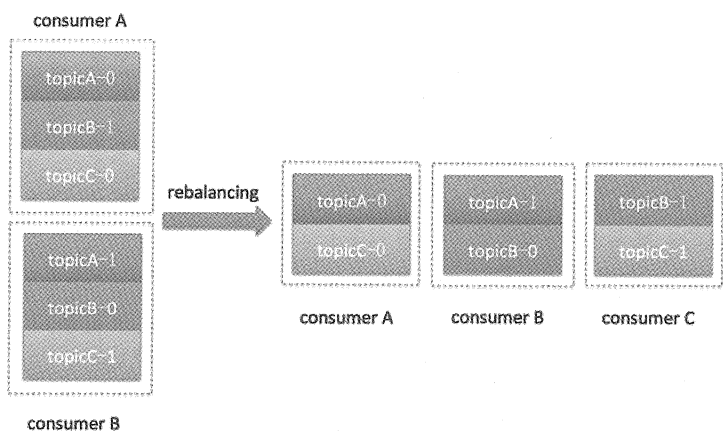 consumer A
topicA-0
topicB-1
topicC-0
topicA-1
topicB-0
topicC-1
consumer B
rebalancing
topicA-0
topicC-0
consumer A
topicA-1
topicB-0
consumer B
topicB-1
topicC-1
consumer C